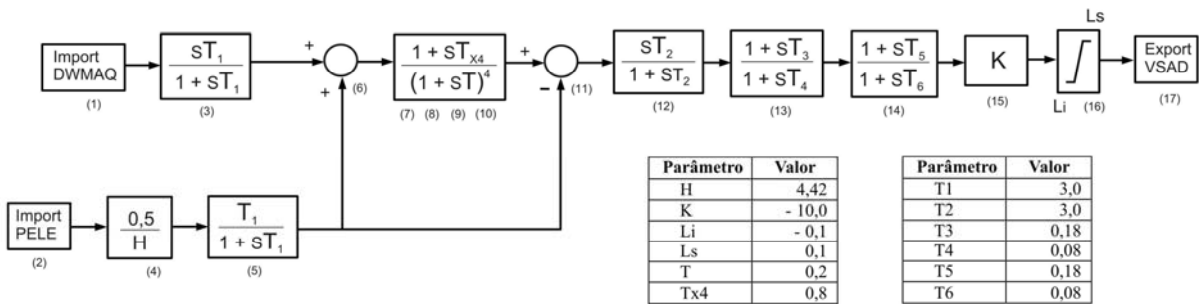 Ls
Import DWMAQ
(1)
sT1
1 + sT1
(3)
+
+
(6)
1 + sTX4
(1 + sT)4
(7) (8) (9) (10)
+
−
(11)
sT2
1 + sT2
(12)
1 + sT3
1 + sT4
(13)
1 + sT5
1 + sT6
(14)
K
(15)
Li
(16)
Export VSAD
(17)
Import PELE
(2)
0,5
H
(4)
T1
1 + sT1
(5)
Parâmetro Valor
H 4,42
K - 10,0
Li - 0,1
Ls 0,1
T 0,2
Tx4 0,8
Parâmetro Valor
T1 3,0
T2 3,0
T3 0,18
T4 0,08
T5 0,18
T6 0,08